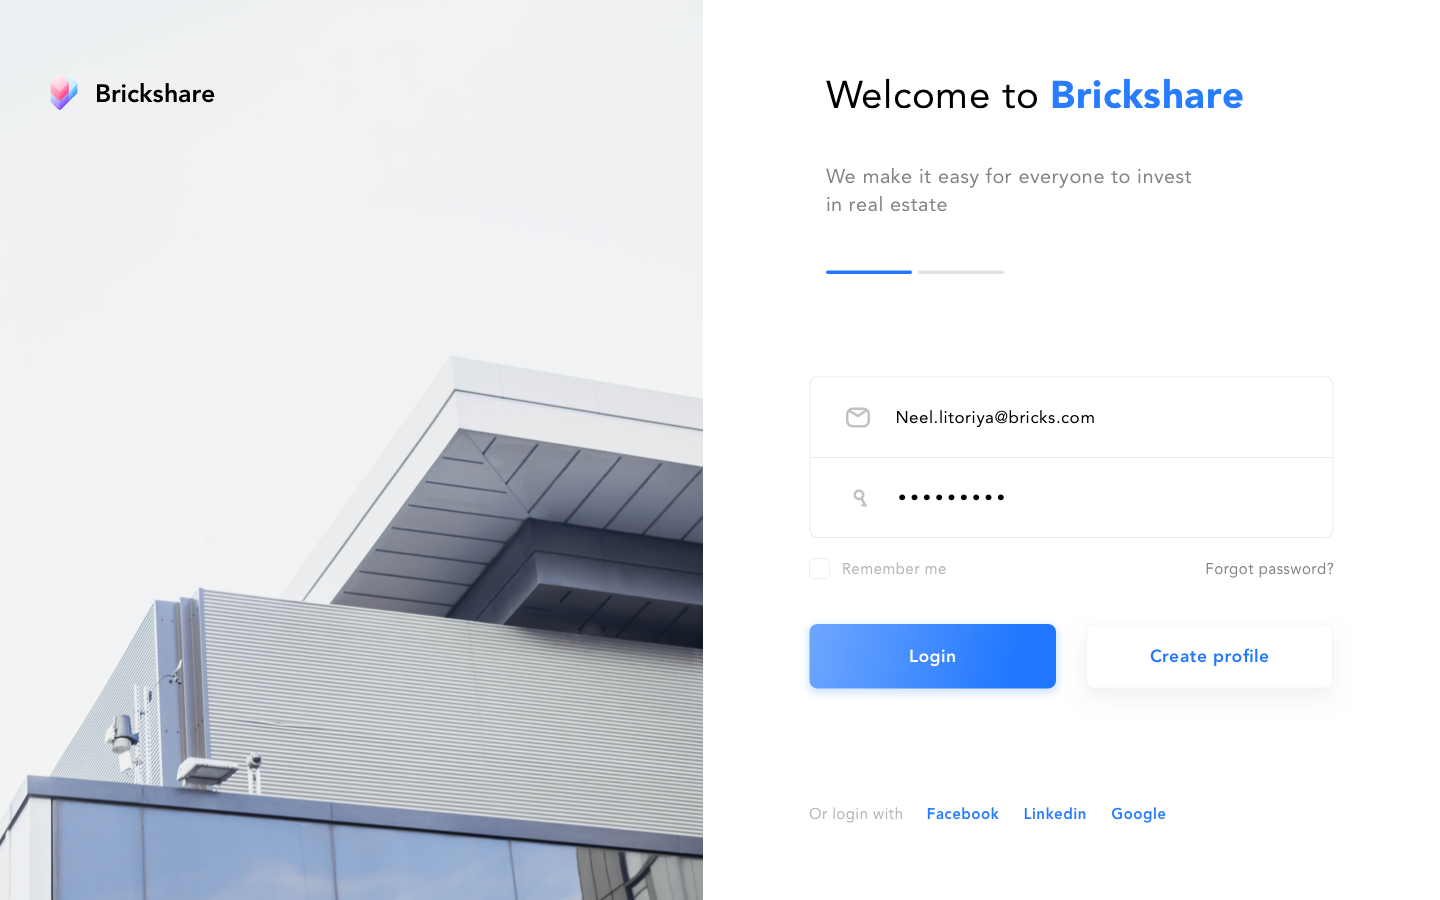 Brickshare
Welcome to Brickshare
We make it easy for everyone to invest
in real estate
Neel.litoriya@bricks.com
•••••••••
Remember me
Forgot password?
Login
Create profile
Or login with Facebook Linkedin Google